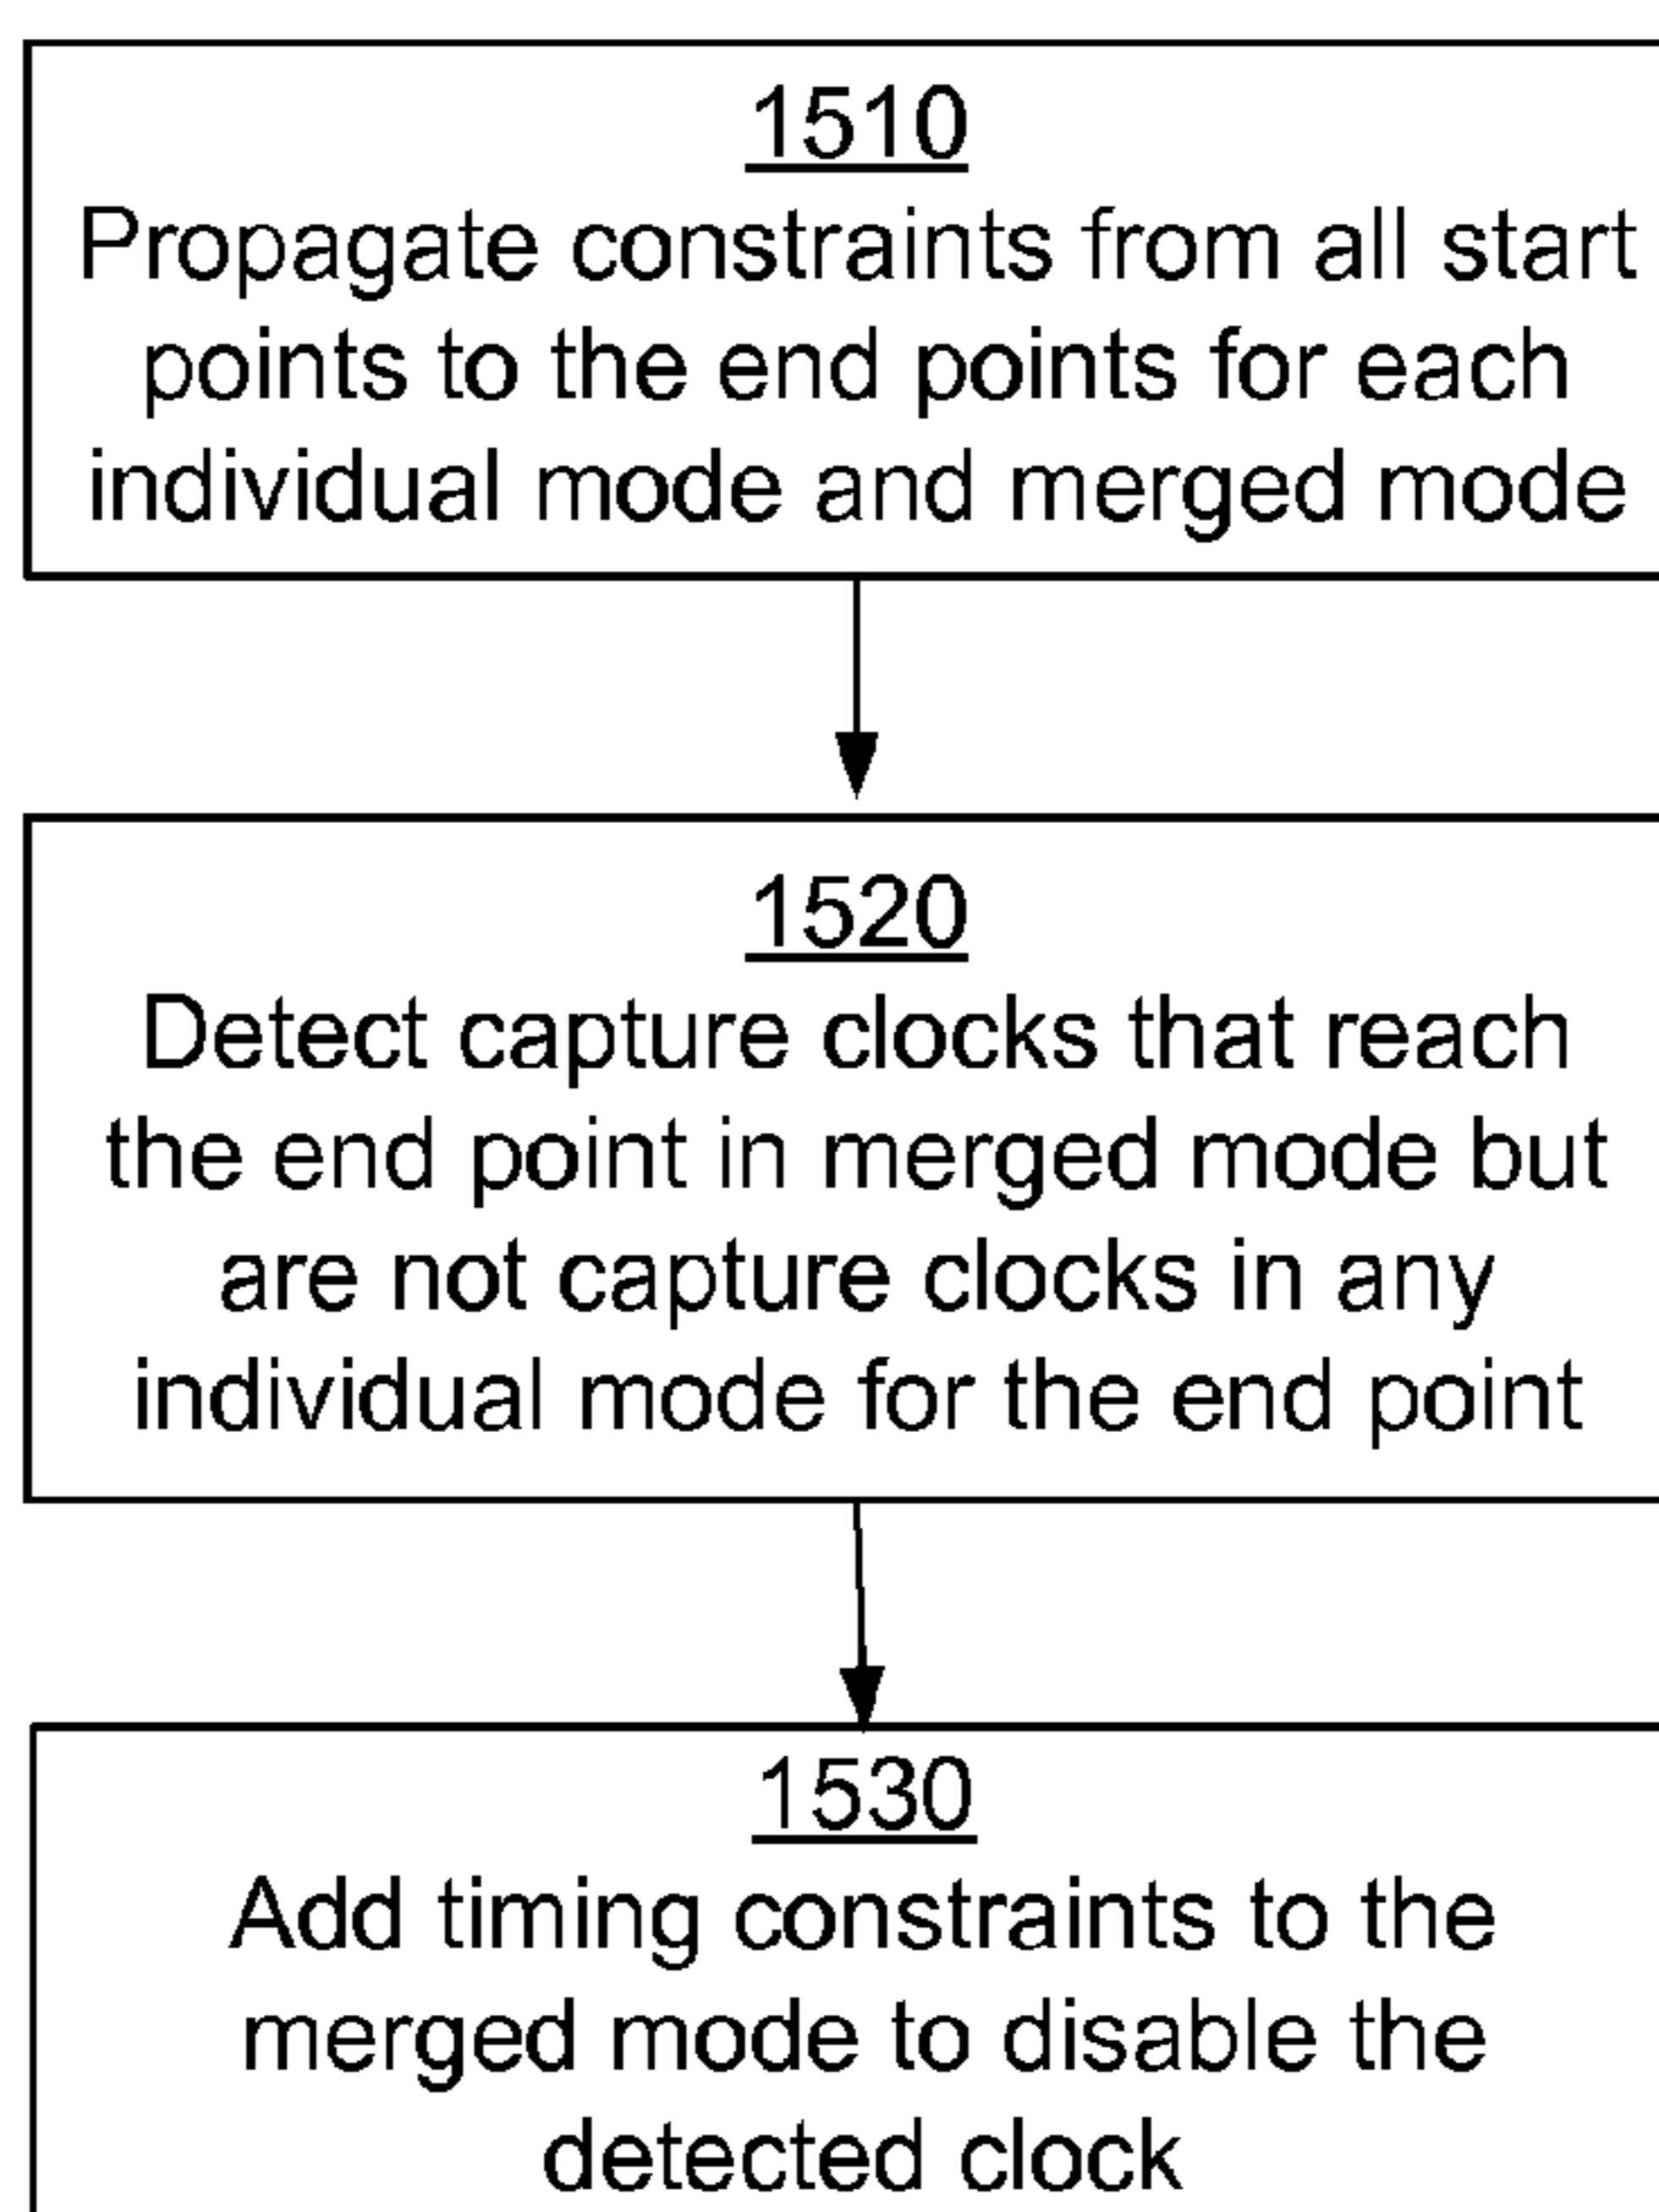 1510
Propagate constraints from all start
points to the end points for each
individual mode and merged mode
1520
Detect capture clocks that reach
the end point in merged mode but
are not capture clocks in any
individual mode for the end point
1530
Add timing constraints to the
merged mode to disable the
detected clock